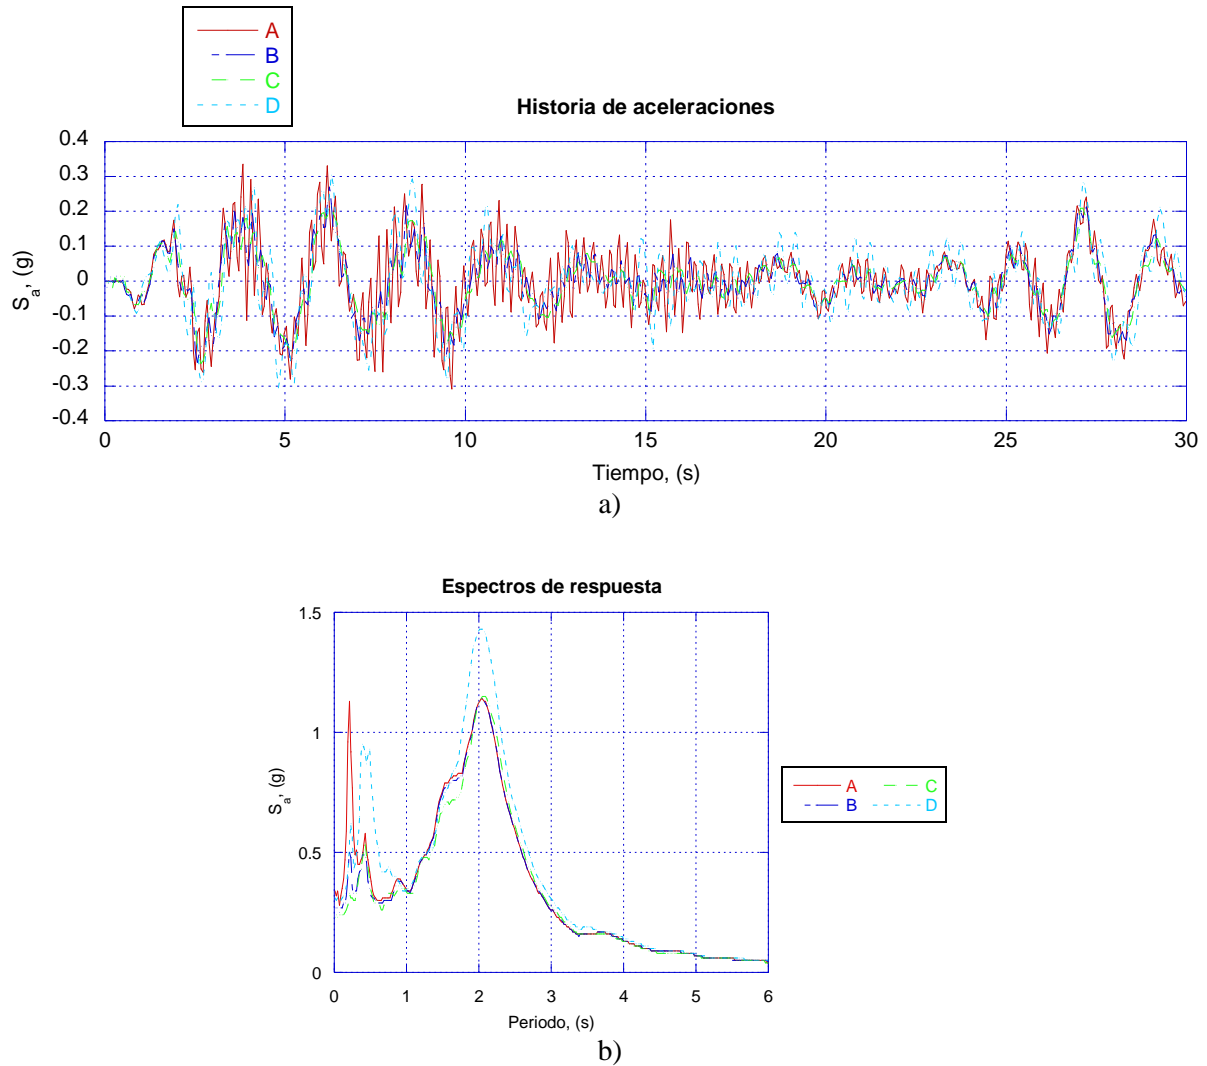 A
B
C
D
Historia de aceleraciones
0.4
0.3
0.2
0.1
0
-0.1
-0.2
-0.3
-0.4
Sa, (g)
0 5 10 15 20 25 30
Tiempo, (s)
a)
Espectros de respuesta
1.5
1
0.5
0
Sa, (g)
0 1 2 3 4 5 6
Periodo, (s)
A C
B D
b)